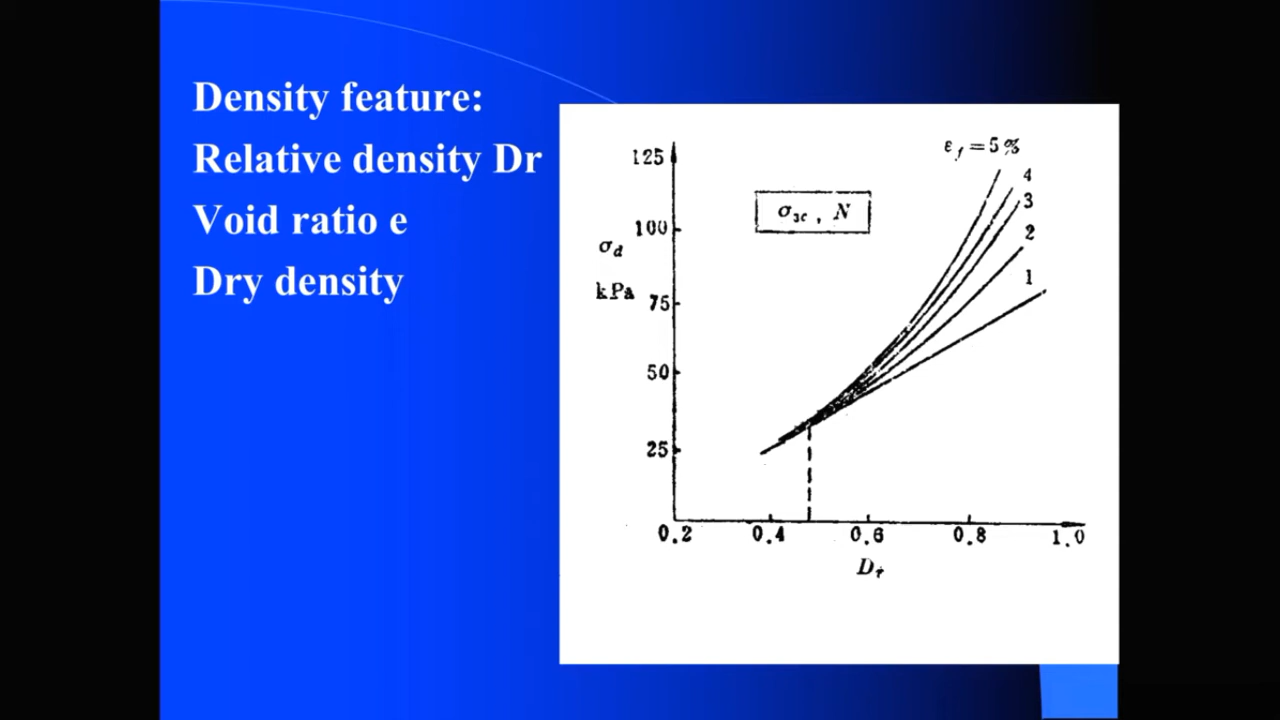 Density feature:
Relative density Dr
Void ratio e
Dry density
εf=5%
4
3
2
1
σ3c , N
125
100
σd
kPa
75
50
25
0.2
0.4
0.6
0.8
1.0
Dr